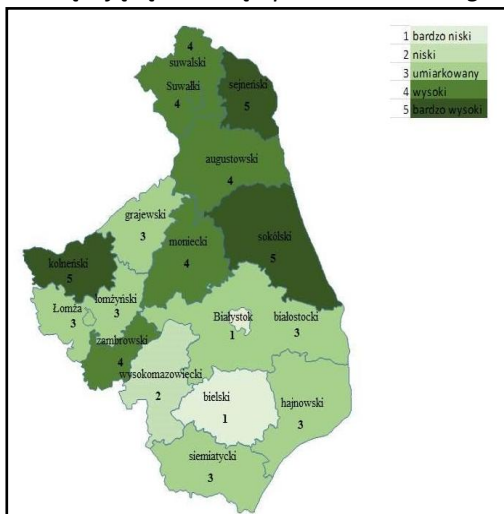 1 bardzo niski
2 niski
3 umiarkowany
4 wysoki
5 bardzo wysoki
4
suwalski
Suwałki
4
sejneński
5
augustowski
4
grajewski
3
moniecki
4
sokólski
5
kolneński
5
Łomża
3
łomżyński
3
zambrowski
4
Białystok
1
białostocki
3
wysokomazowiecki
2
bielski
1
hajnowski
3
siemiatycki
3